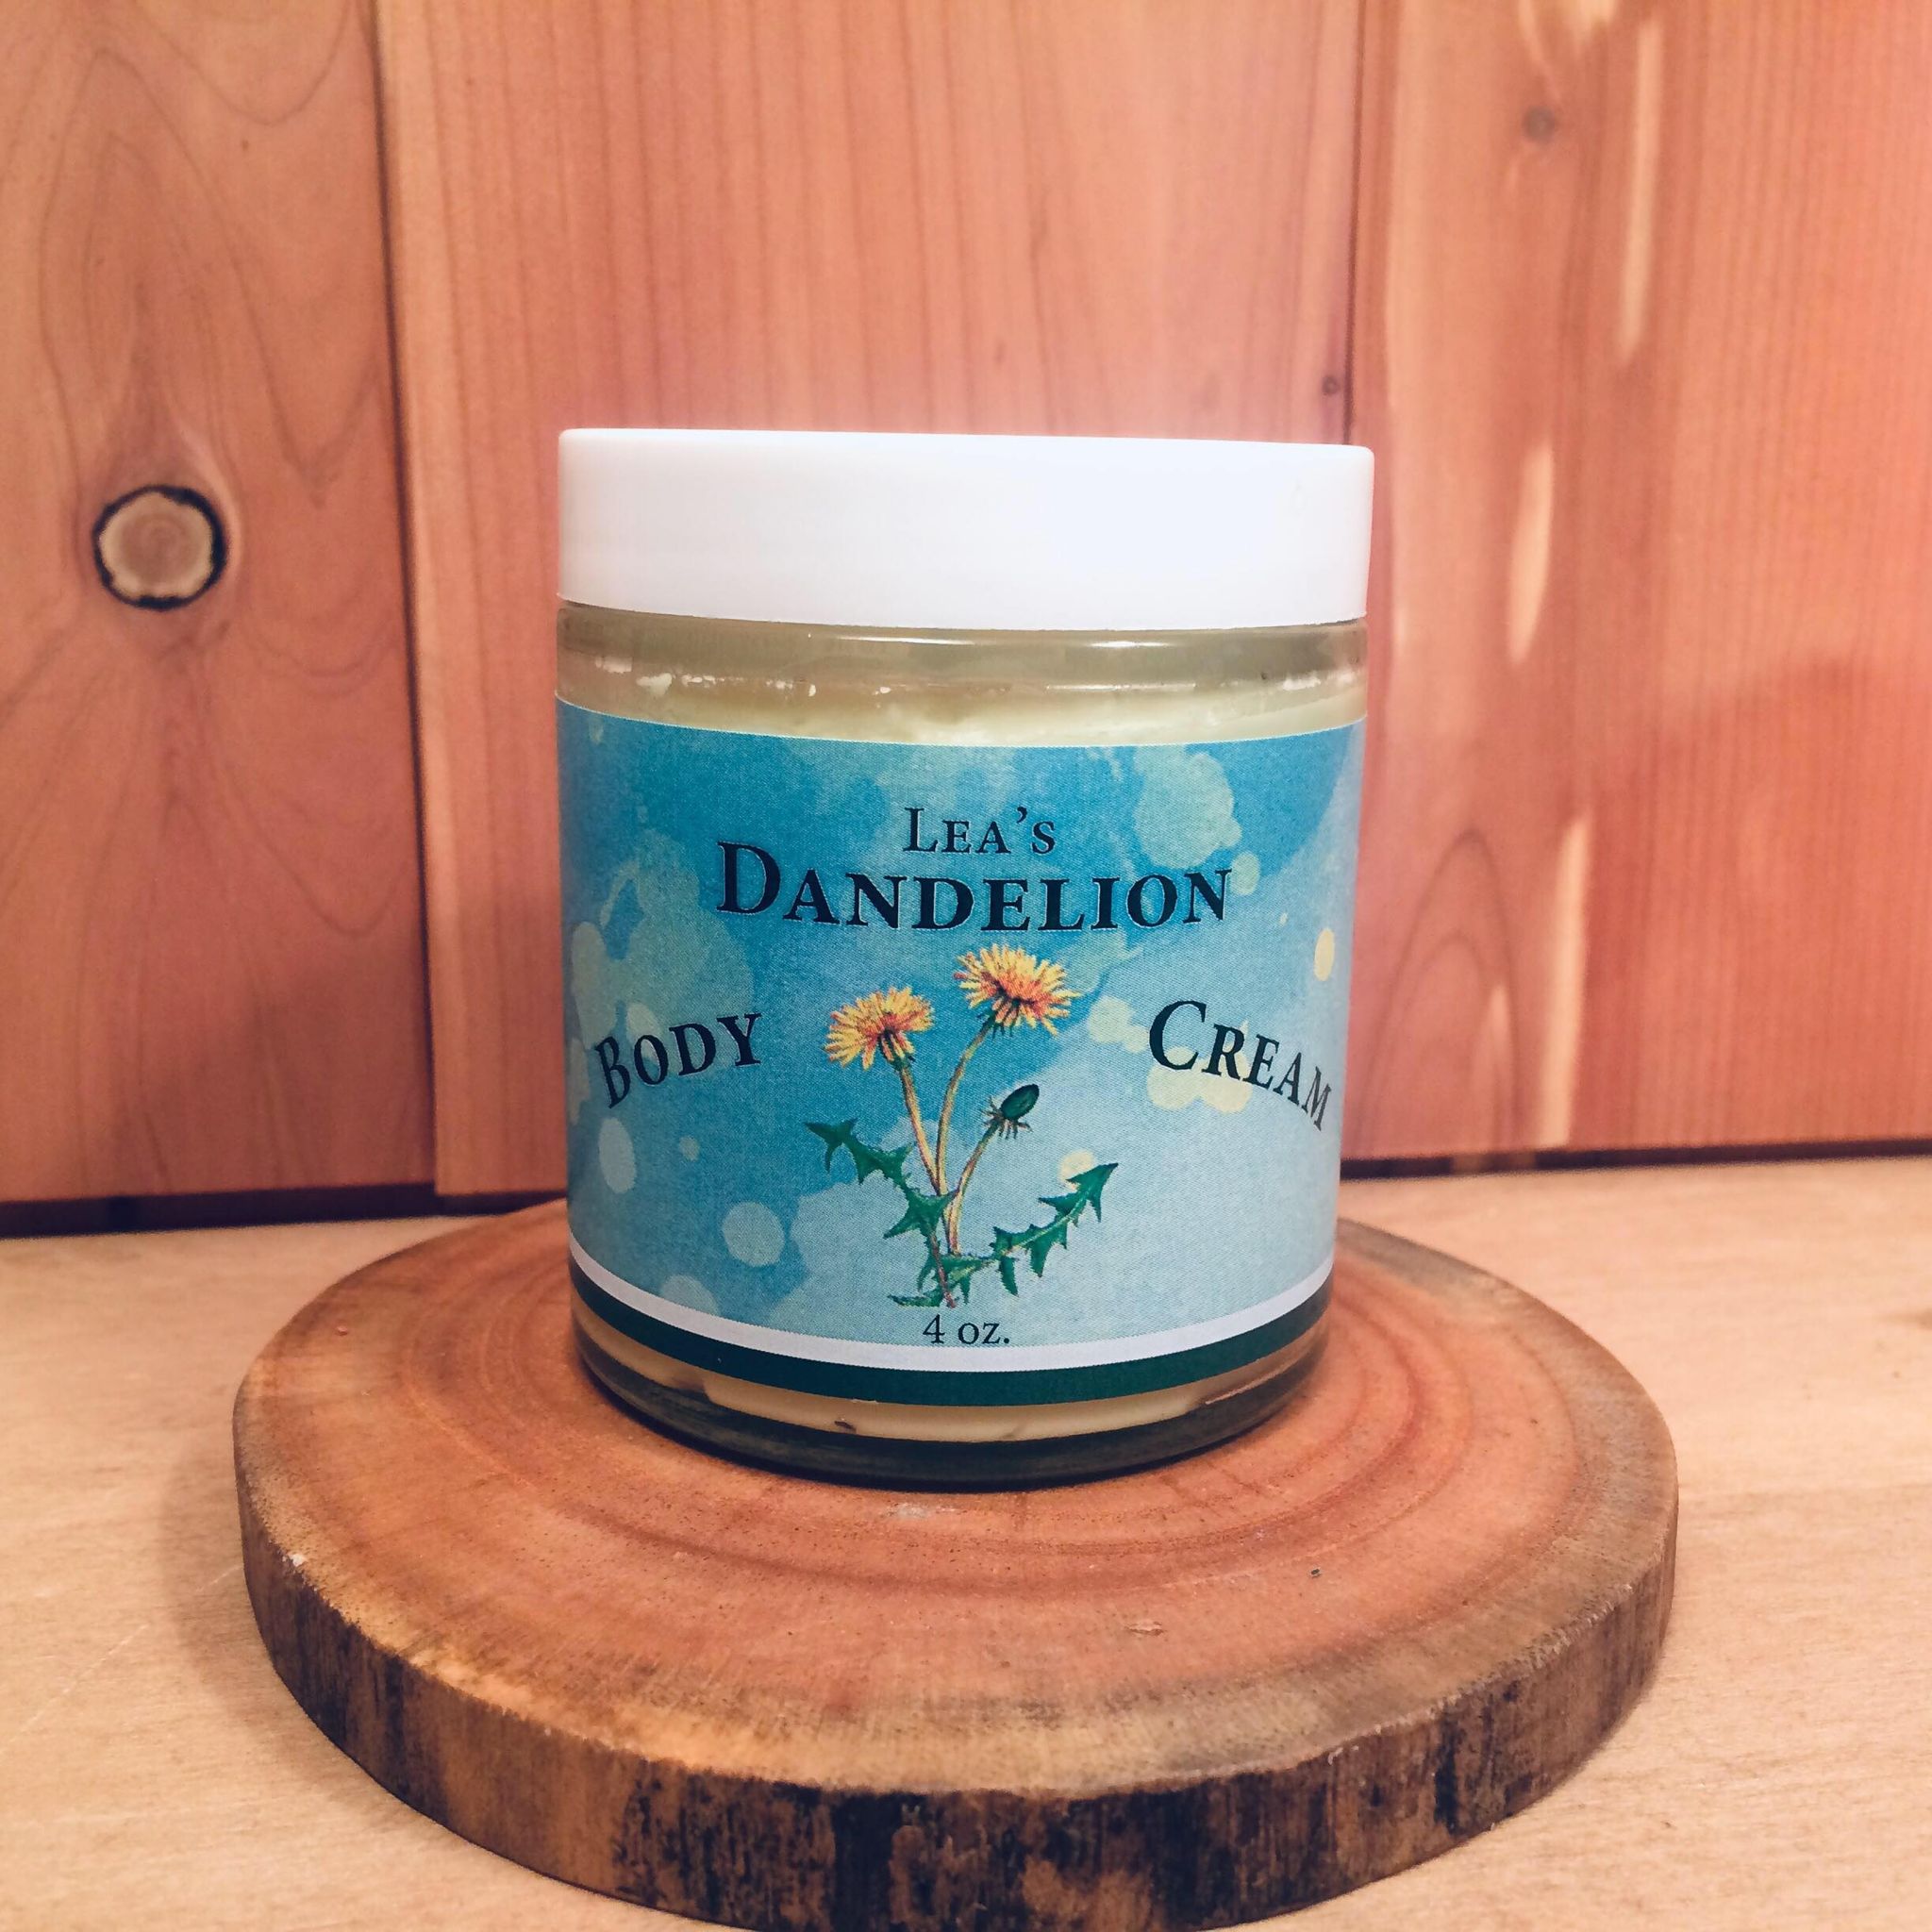 Lea's
Dandelion
Body Cream
4 oz.